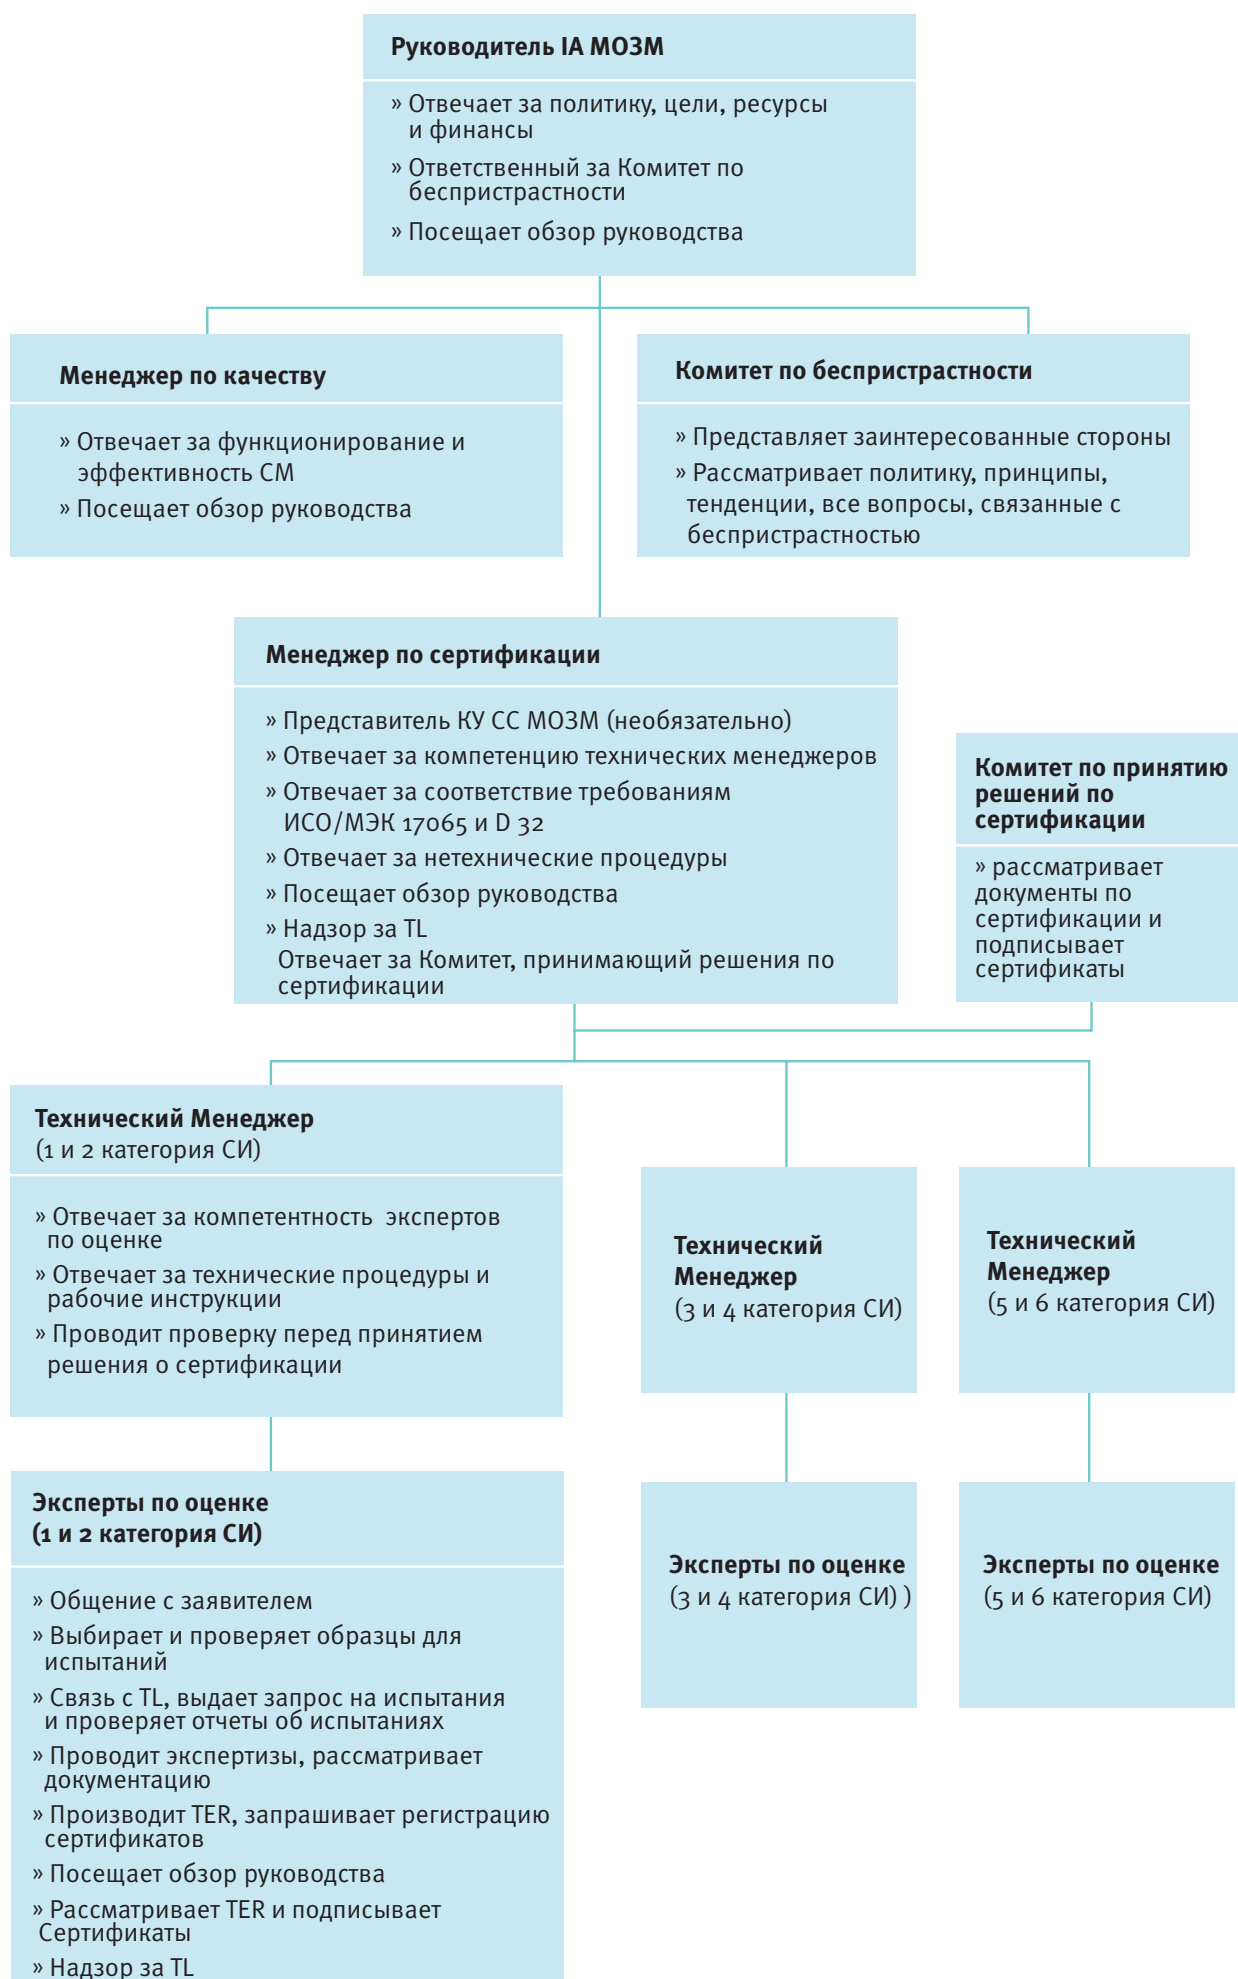 Руководитель IA МОЗМ
» Отвечает за политику, цели, ресурсы
и финансы
» Ответственный за Комитет по
беспристрастности
» Посещает обзор руководства
Менеджер по качеству
» Отвечает за функционирование и
эффективность СМ
» Посещает обзор руководства
Комитет по беспристрастности
» Представляет заинтересованные стороны
» Рассматривает политику, принципы,
тенденции, все вопросы, связанные с
беспристрастностью
Менеджер по сертификации
» Представитель КУ СС МОЗМ (необязательно)
» Отвечает за компетенцию технических менеджеров
» Отвечает за соответствие требованиям
ИСО/МЭК 17065 и D 32
» Отвечает за нетехнические процедуры
» Посещает обзор руководства
» Надзор за TL
Отвечает за Комитет, принимающий решения по
сертификации
Комитет по принятию
решений по
сертификации
» рассматривает
документы по
сертификации и
подписывает
сертификаты
Технический Менеджер
(1 и 2 категория СИ)
» Отвечает за компетентность экспертов
по оценке
» Отвечает за технические процедуры и
рабочие инструкции
» Проводит проверку перед принятием
решения о сертификации
Технический
Менеджер
(3 и 4 категория СИ)
Технический
Менеджер
(5 и 6 категория СИ)
Эксперты по оценке
(1 и 2 категория СИ)
» Общение с заявителем
» Выбирает и проверяет образцы для
испытаний
» Связь с TL, выдает запрос на испытания
и проверяет отчеты об испытаниях
» Проводит экспертизы, рассматривает
документацию
» Производит TER, запрашивает регистрацию
сертификатов
» Посещает обзор руководства
» Рассматривает TER и подписывает
Сертификаты
» Надзор за TL
Эксперты по оценке
(3 и 4 категория СИ) )
Эксперты по оценке
(5 и 6 категория СИ)